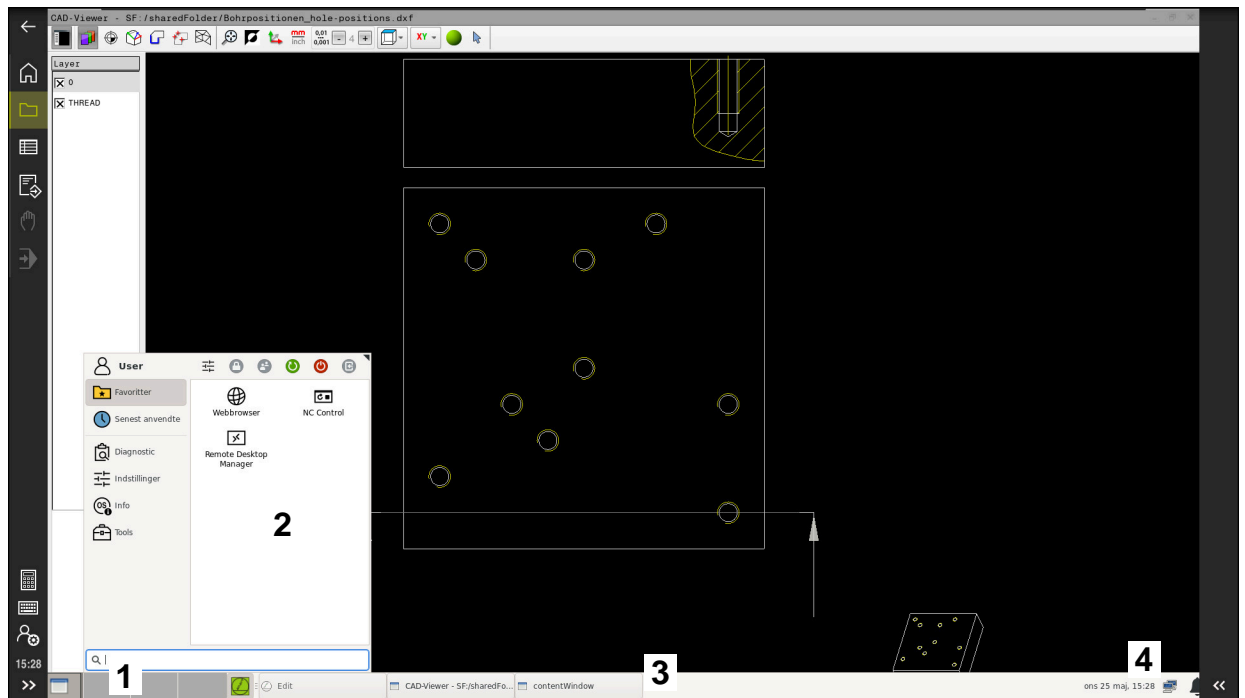 CAD-Viewer - SF:/sharedFolder/Bohrpositionen_hole-positions.dxf
mm
inch
0,01
0,001
4
XY
Layer
0
THREAD
User
Favoritter
Senest anvendte
Diagnostic
Indstillinger
Info
Tools
Webbrowser
NC Control
Remote Desktop
Manager
OS
1
2
3
4
15:28
Edit
CAD-Viewer - SF:/sharedFo...
contentWindow
ons 25 maj, 15:28